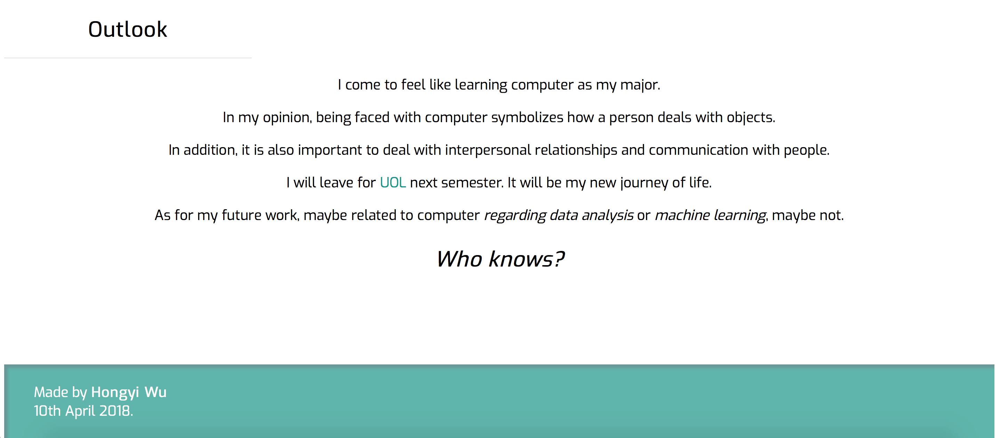 Outlook
I come to feel like learning computer as my major.
In my opinion, being faced with computer symbolizes how a person deals with objects.
In addition, it is also important to deal with interpersonal relationships and communication with people.
I will leave for UOL next semester. It will be my new journey of life.
As for my future work, maybe related to computer regarding data analysis or machine learning, maybe not.
Who knows?
Made by Hongyi Wu
10th April 2018.